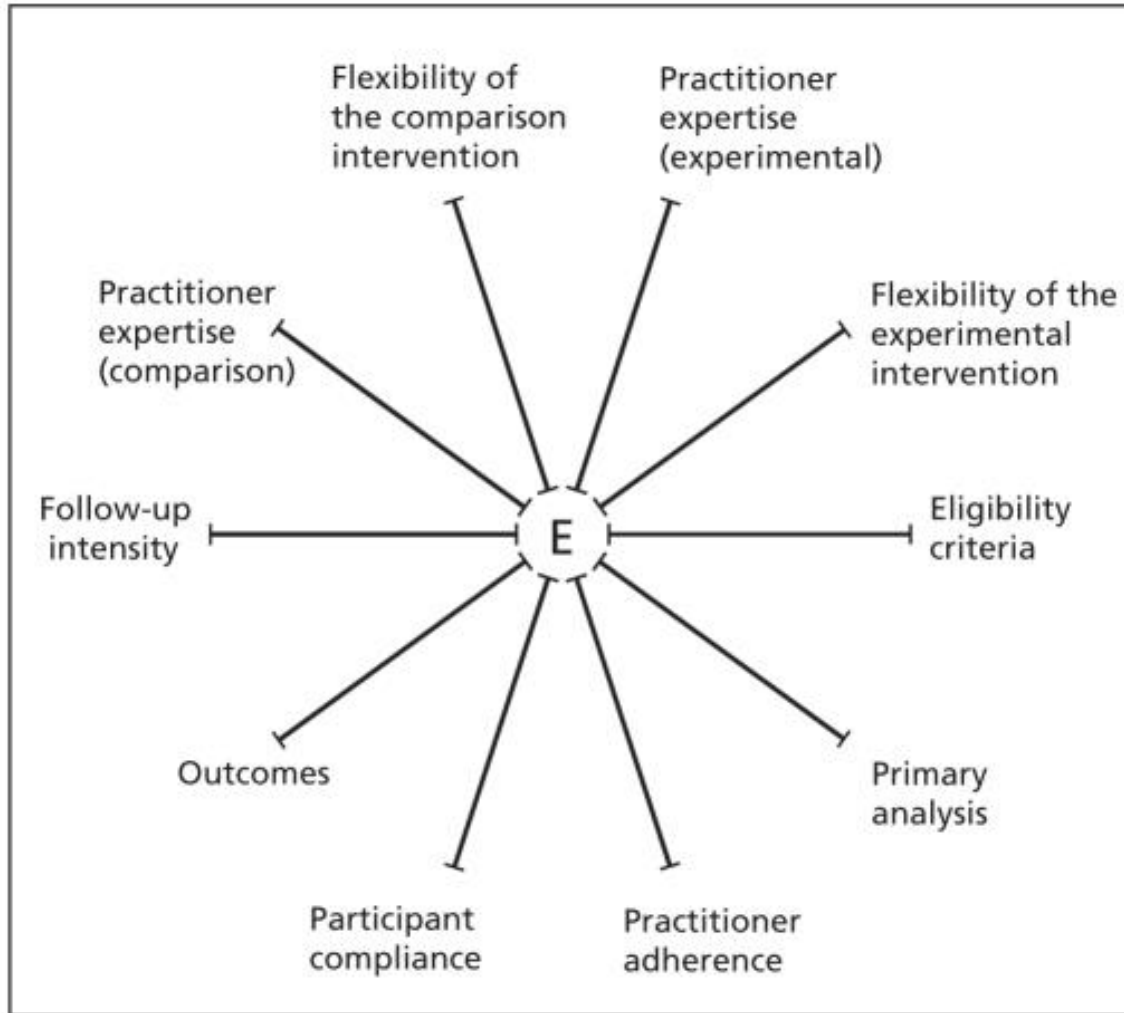 Flexibility of
the comparison
intervention
Practitioner
expertise
(experimental)
Practitioner
expertise
(comparison)
Flexibility of the
experimental
intervention
Follow-up
intensity
E
Eligibility
criteria
Outcomes
Primary
analysis
Participant
compliance
Practitioner
adherence